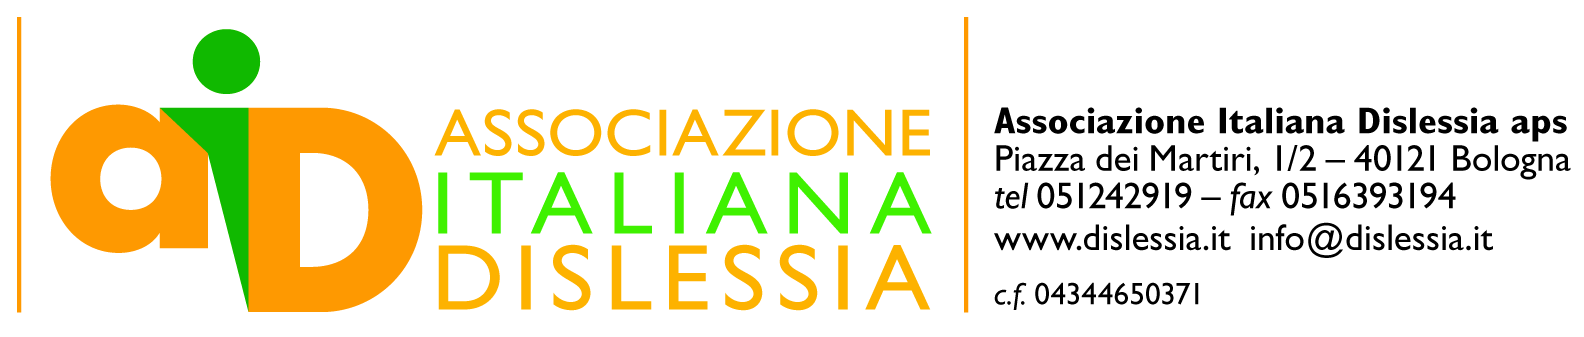 aiD
ASSOCIAZIONE
ITALIANA
DISLESSIA
Associazione Italiana Dislessia aps
Piazza dei Martiri, 1/2 – 40121 Bologna
tel 051242919 – fax 0516393194
www.dislessia.it info@dislessia.it
c.f. 04344650371